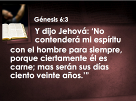 Génesis 6:3
Y dijo Jehová: 'No
contenderá mi espíritu
con el hombre para siempre,
porque ciertamente él es
carne; mas serán sus días
ciento veinte años.'"